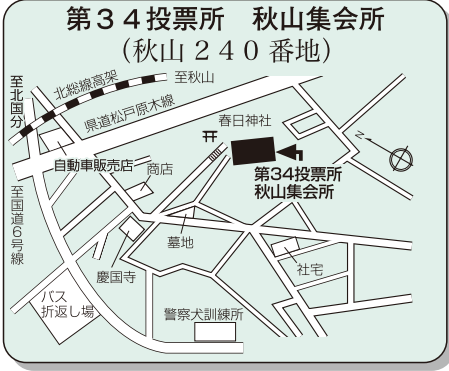 第34投票所　秋山集会所
（秋山240番地）
至北国分
北総線高架
至秋山
県道松戸原木線
春日神社
自動車販売店
商店
第34投票所
秋山集会所
N
至国道6号線
墓地
慶国寺
社宅
バス
折返し場
警察犬訓練所